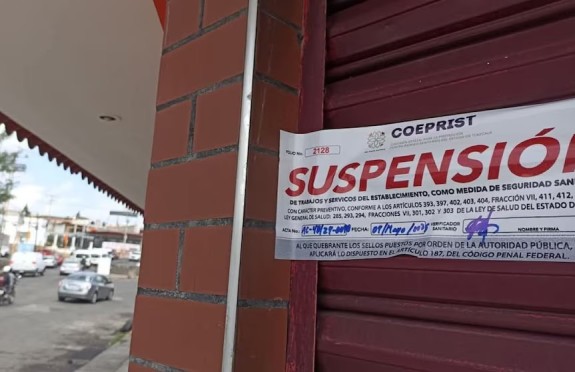 FOLIO No. 2128
COEPRIST
SUSPENSIÓN
DE TRABAJOS Y SERVICIOS DEL ESTABLECIMIENTO, COMO MEDIDA DE SEGURIDAD SAN
CON CARÁCTER PREVENTIVO, CONFORME A LOS ARTÍCULOS 393, 397, 402, 403, 404, FRACCIÓN VII, 411, 412,
LEY GENERAL DE SALUD: 285, 293, 294, FRACCIONES VII, 301, 302 Y 303 DE LA LEY DE SALUD DEL ESTADO DE
ACTA No. FECHA: 09/Mayo/ VERIFICADOR SANITARIO NOMBRE Y FIRMA
AL QUE QUEBRANTE LOS SELLOS PUESTOS POR ORDEN DE LA AUTORIDAD PÚBLICA,
APLICARÁ LO DISPUESTO EN EL ARTÍCULO 187, DEL CÓDIGO PENAL FEDERAL.